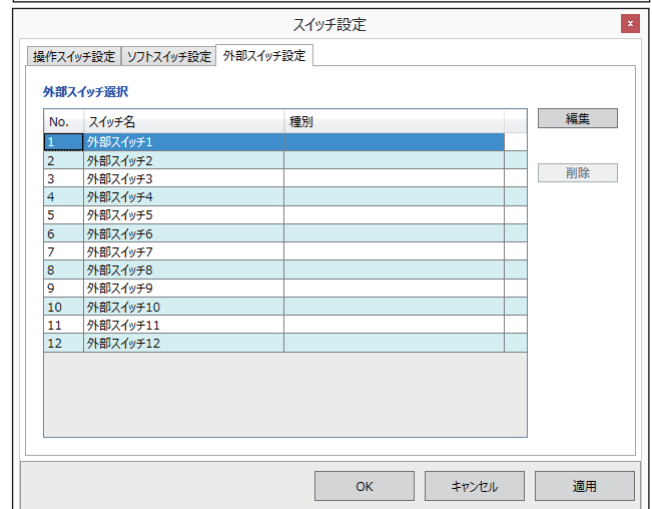 スイッチ設定
x
操作スイッチ設定 ソフトスイッチ設定 外部スイッチ設定
外部スイッチ選択
No. スイッチ名 種別 編集
1 外部スイッチ1
2 外部スイッチ2
3 外部スイッチ3 削除
4 外部スイッチ4
5 外部スイッチ5
6 外部スイッチ6
7 外部スイッチ7
8 外部スイッチ8
9 外部スイッチ9
10 外部スイッチ10
11 外部スイッチ11
12 外部スイッチ12
OK キャンセル 適用